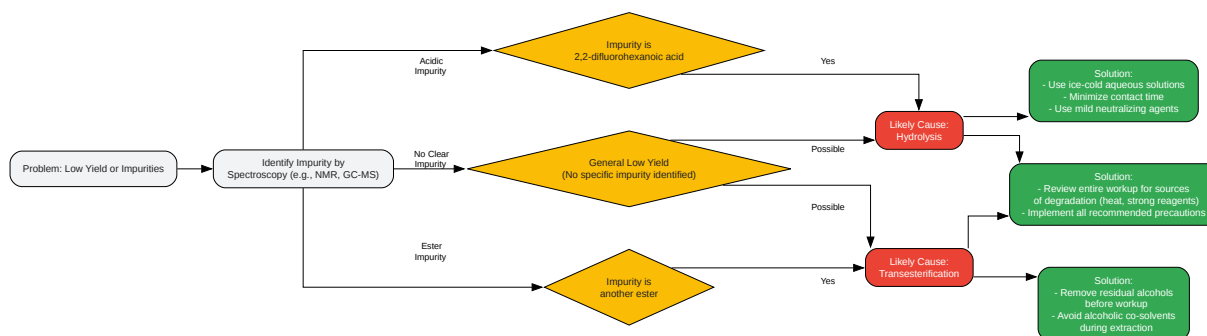 Problem: Low Yield or Impurities
Identify Impurity by
Spectroscopy (e.g., NMR, GC-MS)
Acidic
Impurity
No Clear
Impurity
Ester
Impurity
Impurity is
2,2-difluorohexanoic acid
General Low Yield
(No specific impurity identified)
Impurity is
another ester
Yes
Possible
Possible
Yes
Likely Cause:
Hydrolysis
Likely Cause:
Transesterification
Solution:
- Use ice-cold aqueous solutions
- Minimize contact time
- Use mild neutralizing agents
Solution:
- Review entire workup for sources
of degradation (heat, strong reagents)
- Implement all recommended precautions
Solution:
- Remove residual alcohols
before workup
- Avoid alcoholic co-solvents
during extraction